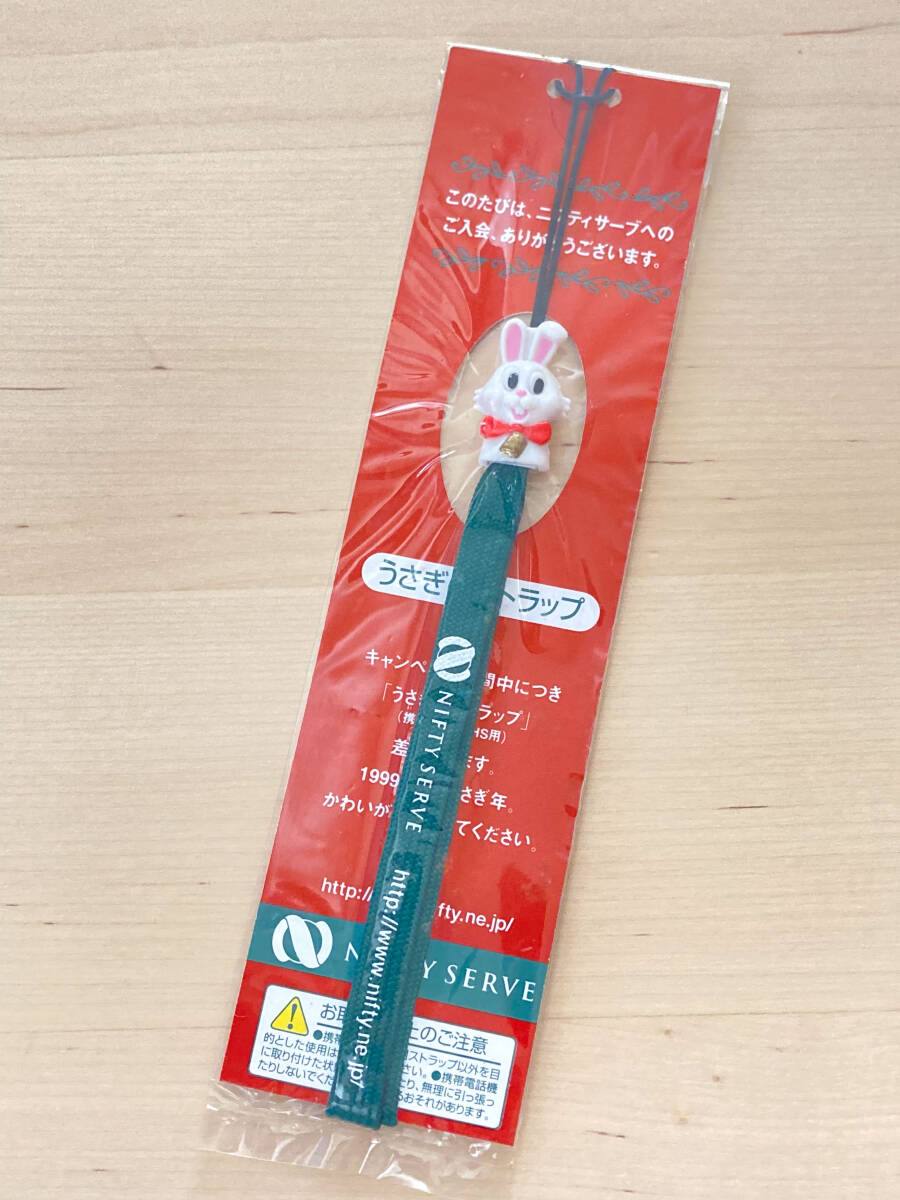 このたびは、ニフティサーブへの
ご入会、ありがとうございます。
うさぎ トラップ
キャンペ 間中につき
「うさ ラップ」
(携 HS用)
差 ます。
1999 さぎ年。
かわいが てください。
http:// fty.ne.jp/
NIFTY SERVE
NIFTY SERVE http://www.nifty.ne.jp/
お取 上のご注意
●携 ストラップ以外を目
的とした使用は さい。●携帯電話機
に取り付けた状 たり、無理に引っ張っ
たりしないでくだ るおそれがあります。